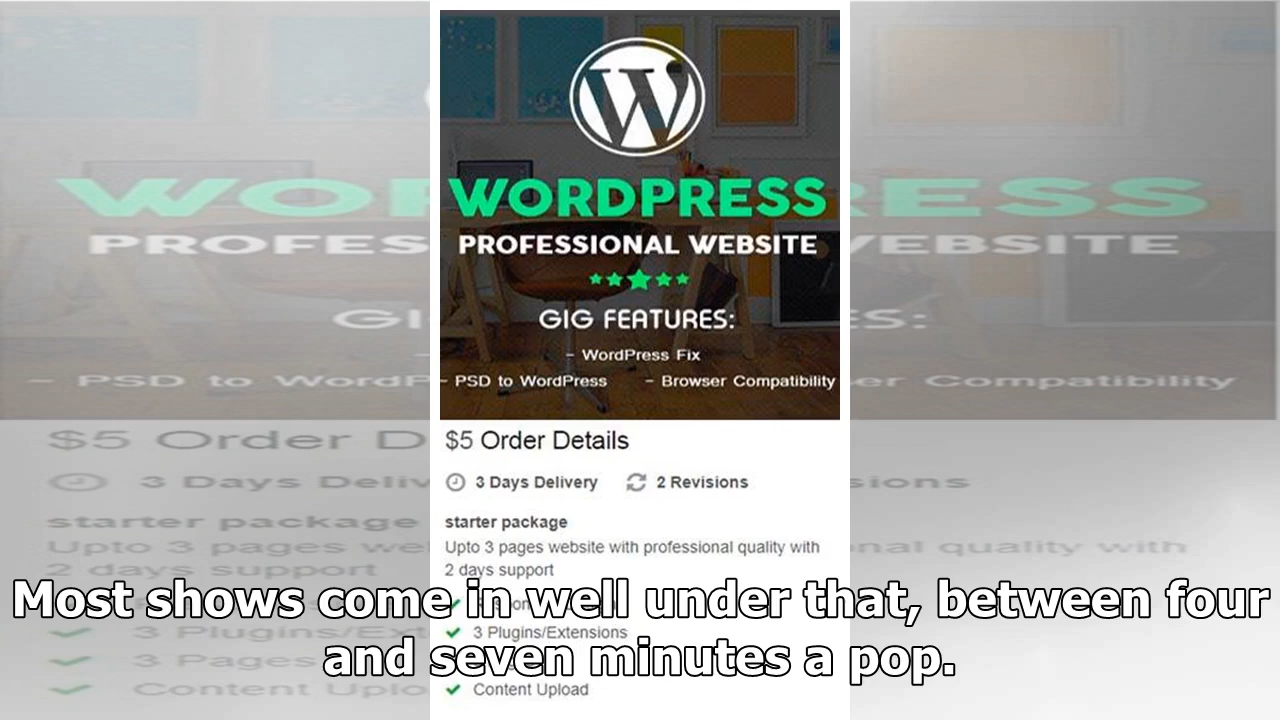 WORDPRESS
PROFESSIONAL WEBSITE
GIG FEATURES:
– WordPress Fix
– PSD to WordPress – Browser Compatibility
$5 Order Details
3 Days Delivery 2 Revisions
starter package
Upto 3 pages website with professional quality with
2 days support
3 Plugins/Extensions
Most shows come in well under that, between four
and seven minutes a pop.
Content Upload